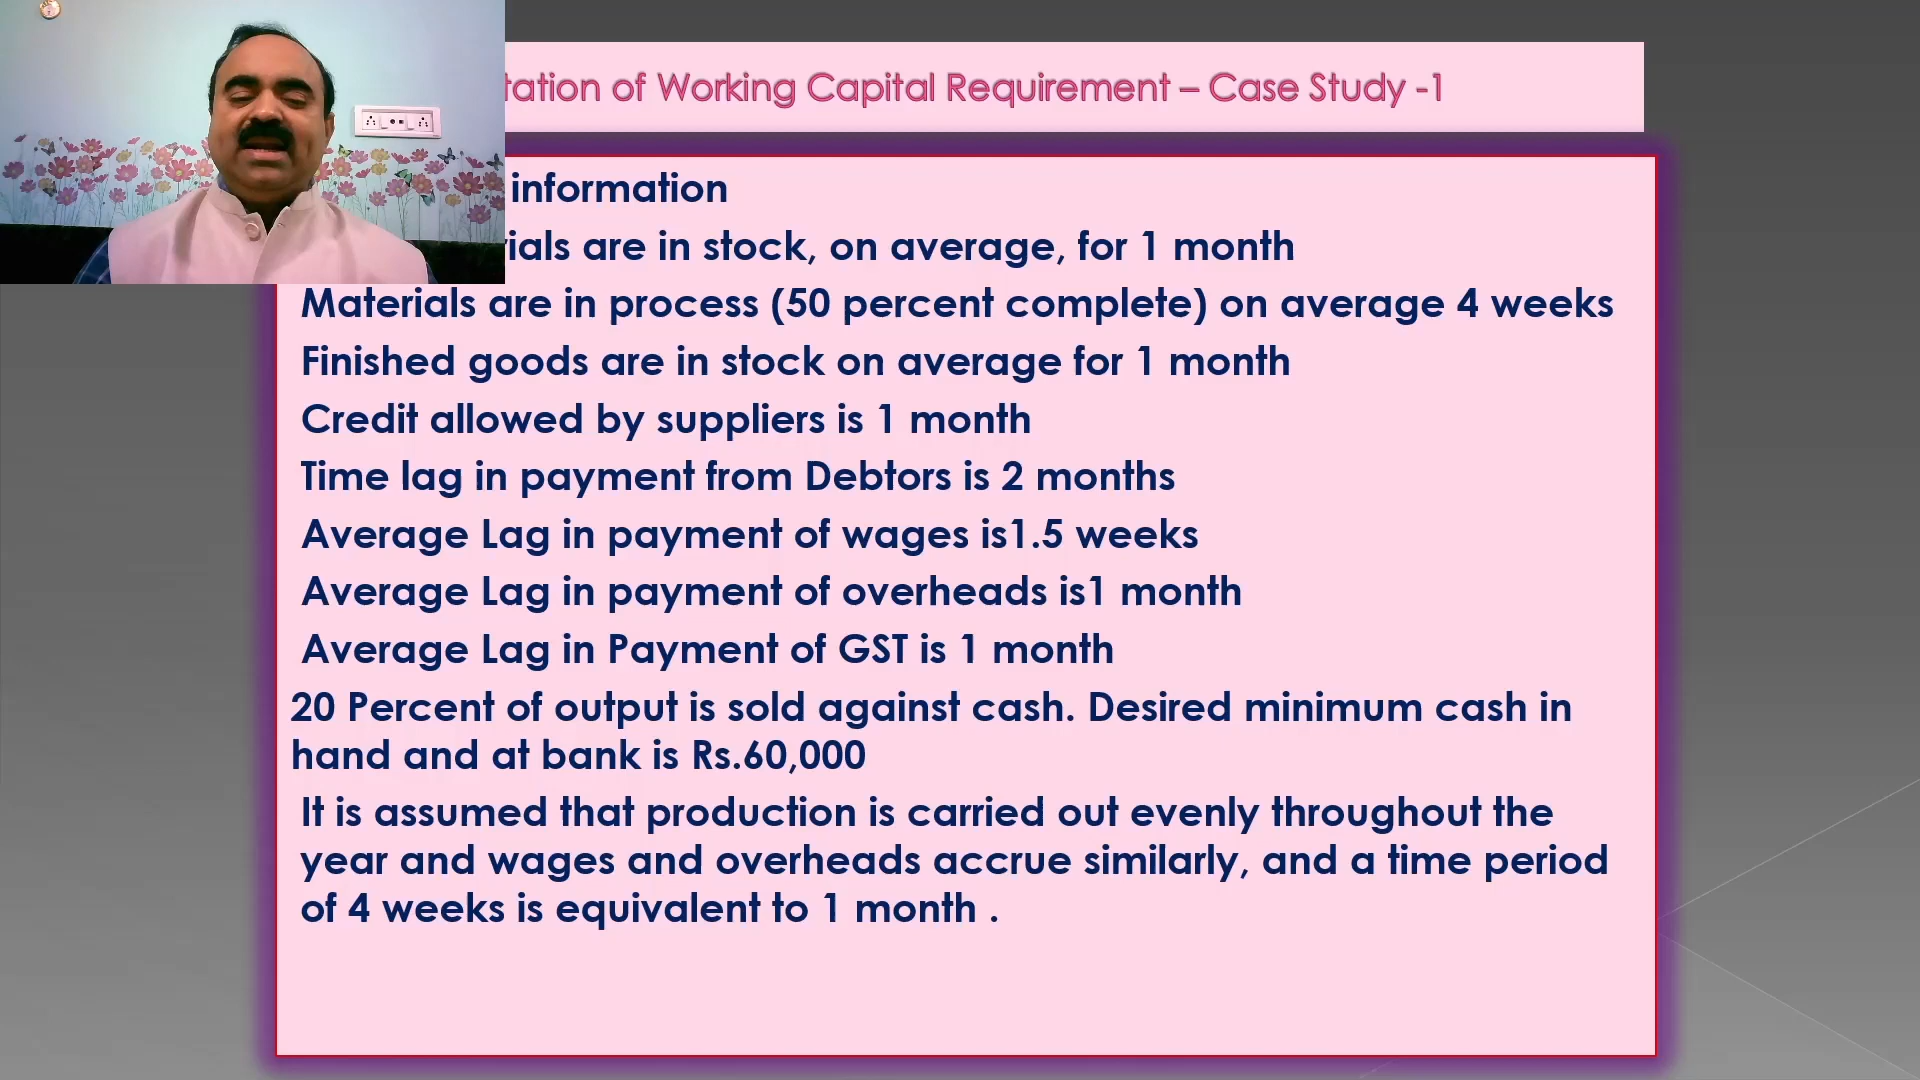 of Working Capital Requirement – Case Study -1
information
are in stock, on average, for 1 month
Materials are in process (50 percent complete) on average 4 weeks
Finished goods are in stock on average for 1 month
Credit allowed by suppliers is 1 month
Time lag in payment from Debtors is 2 months
Average Lag in payment of wages is1.5 weeks
Average Lag in payment of overheads is1 month
Average Lag in Payment of GST is 1 month
20 Percent of output is sold against cash. Desired minimum cash in
hand and at bank is Rs.60,000
It is assumed that production is carried out evenly throughout the
year and wages and overheads accrue similarly, and a time period
of 4 weeks is equivalent to 1 month .